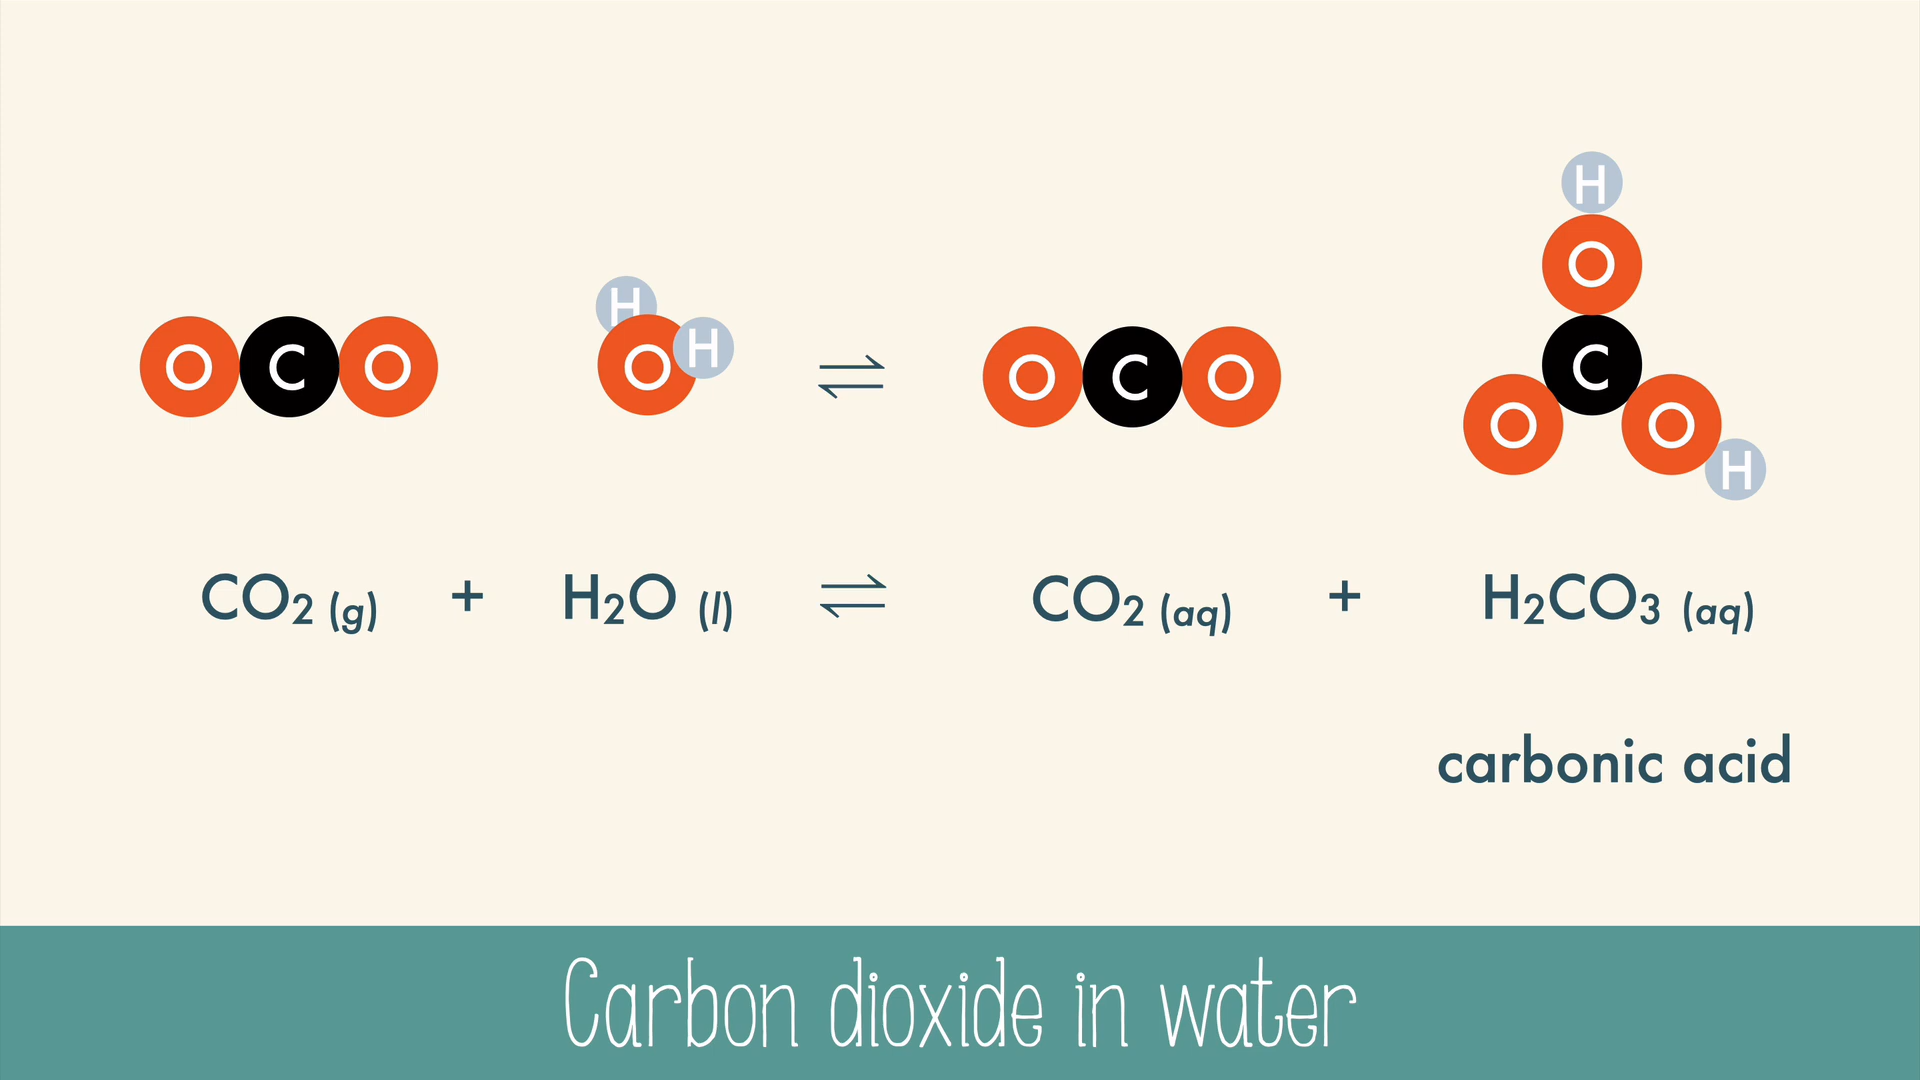 H
O
H
H
O C O
O
⇌
O C O
C
O
O
H
CO₂ (g) + H₂O (l) ⇌ CO₂ (aq) + H₂CO₃ (aq)
carbonic acid
Carbon dioxide in water